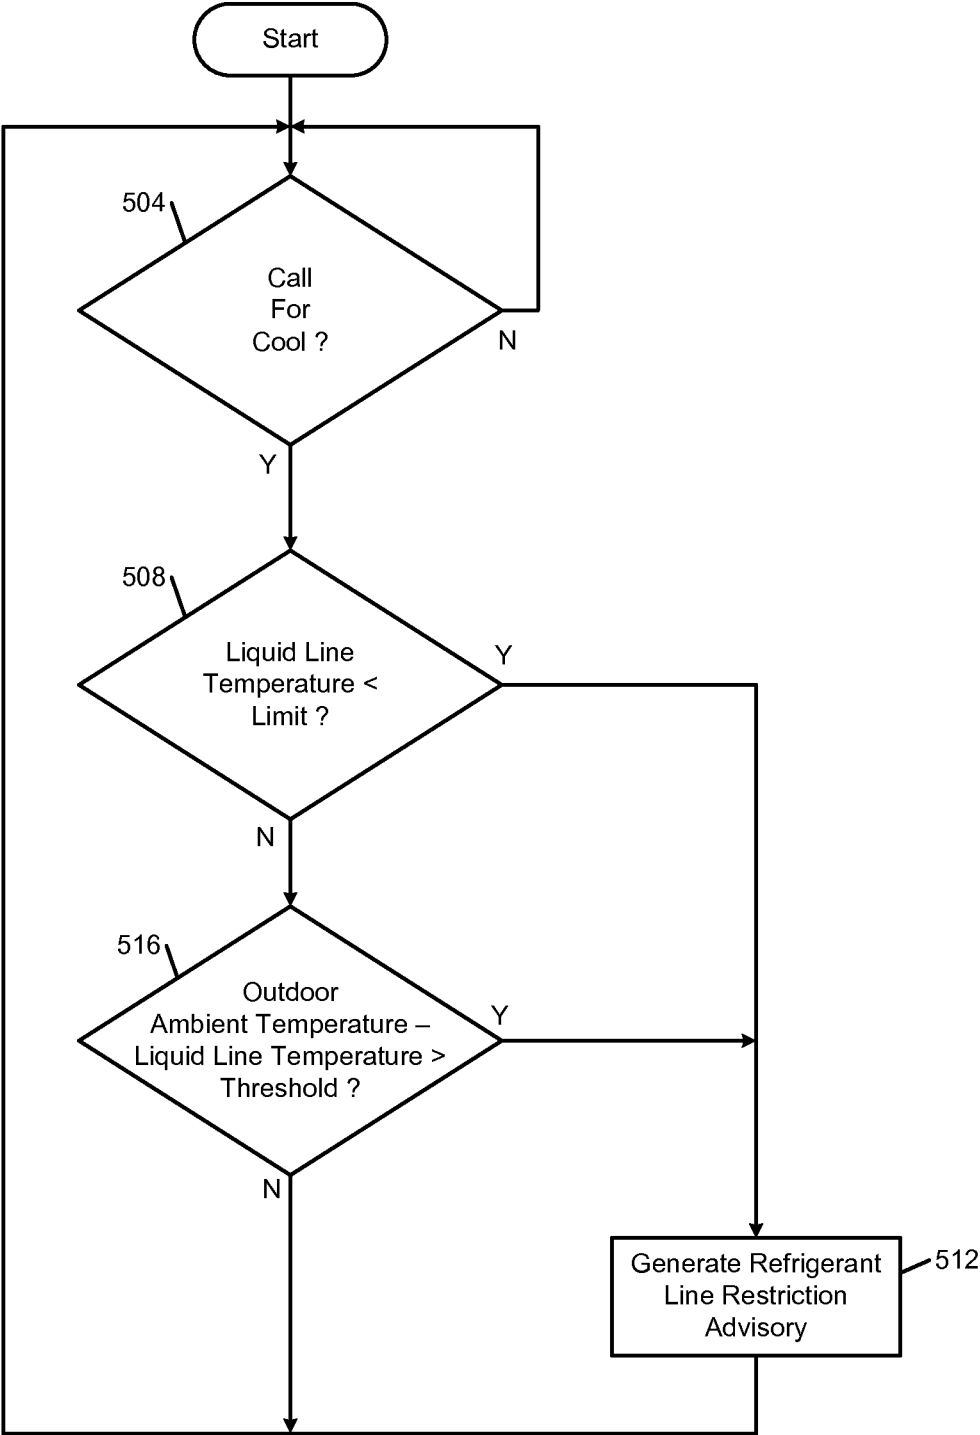 Start
504
Call
For
Cool ?
N
Y
508
Liquid Line
Temperature <
Limit ?
Y
N
516
Outdoor
Ambient Temperature –
Liquid Line Temperature >
Threshold ?
Y
N
Generate Refrigerant
Line Restriction
Advisory
512